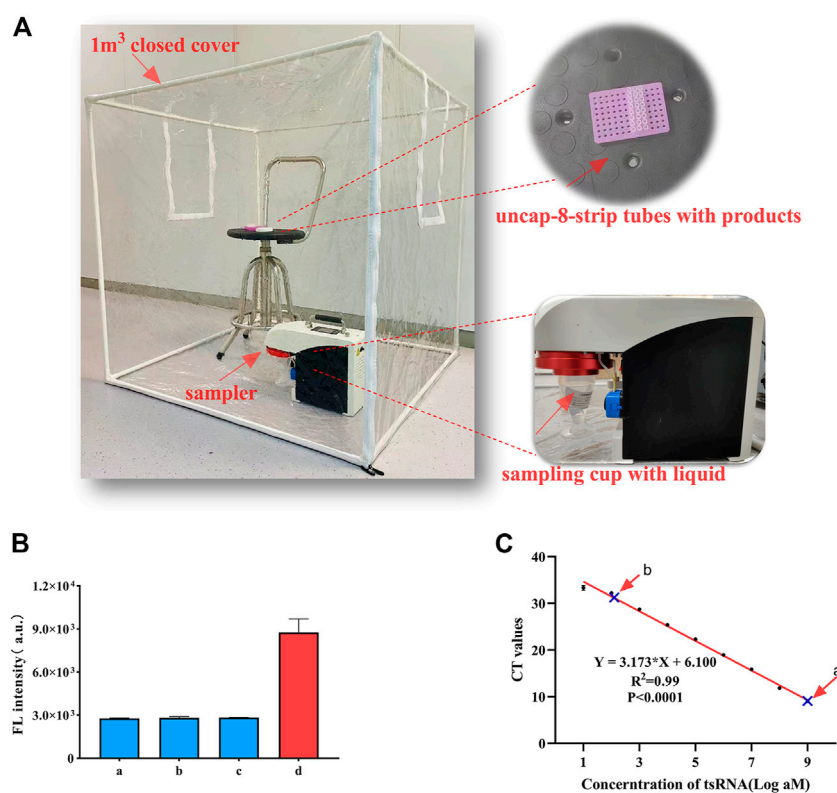 A
1m³ closed cover
uncap-8-strip tubes with products
sampler
sampling cup with liquid
B
FL intensity( a.u.)
1.2×10⁴
9.0×10³
6.0×10³
3.0×10³
0
a b c d
C
CT values
40
30
20
10
0
b
a
Y = 3.173*X + 6.100
R²=0.99
P<0.0001
1 3 5 7 9
Concerntration of tsRNA(Log aM)